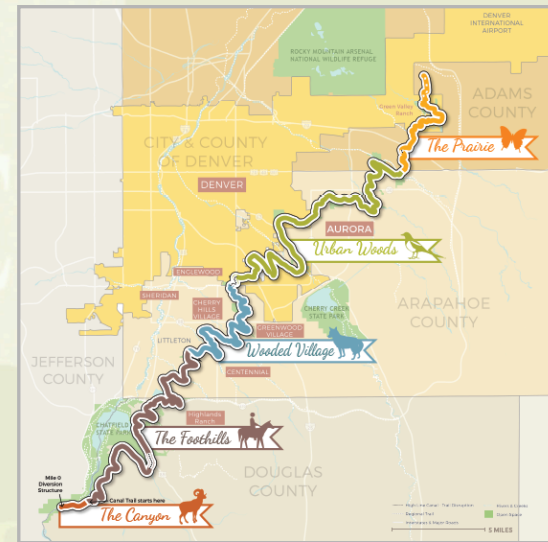 DENVER
INTERNATIONAL
AIRPORT
ROCKY MOUNTAIN ARSENAL
NATIONAL WILDLIFE REFUGE
ADAMS
COUNTY
Green Valley
Ranch
The Prairie
CITY & COUNTY
OF DENVER
DENVER
AURORA
Urban Woods
ENGLEWOOD
SHERIDAN
CHERRY
HILLS
VILLAGE
CHERRY CREEK
STATE PARK
ARAPAHOE
COUNTY
GREENWOOD
VILLAGE
LITTLETON
Wooded Village
JEFFERSON
COUNTY
CENTENNIAL
Highlands
Ranch
CHATFIELD
STATE PARK
The Foothills
DOUGLAS
COUNTY
Mile 0
Diversion
Structure
Canal Trail starts here
The Canyon
Regional Trail
5 MILES